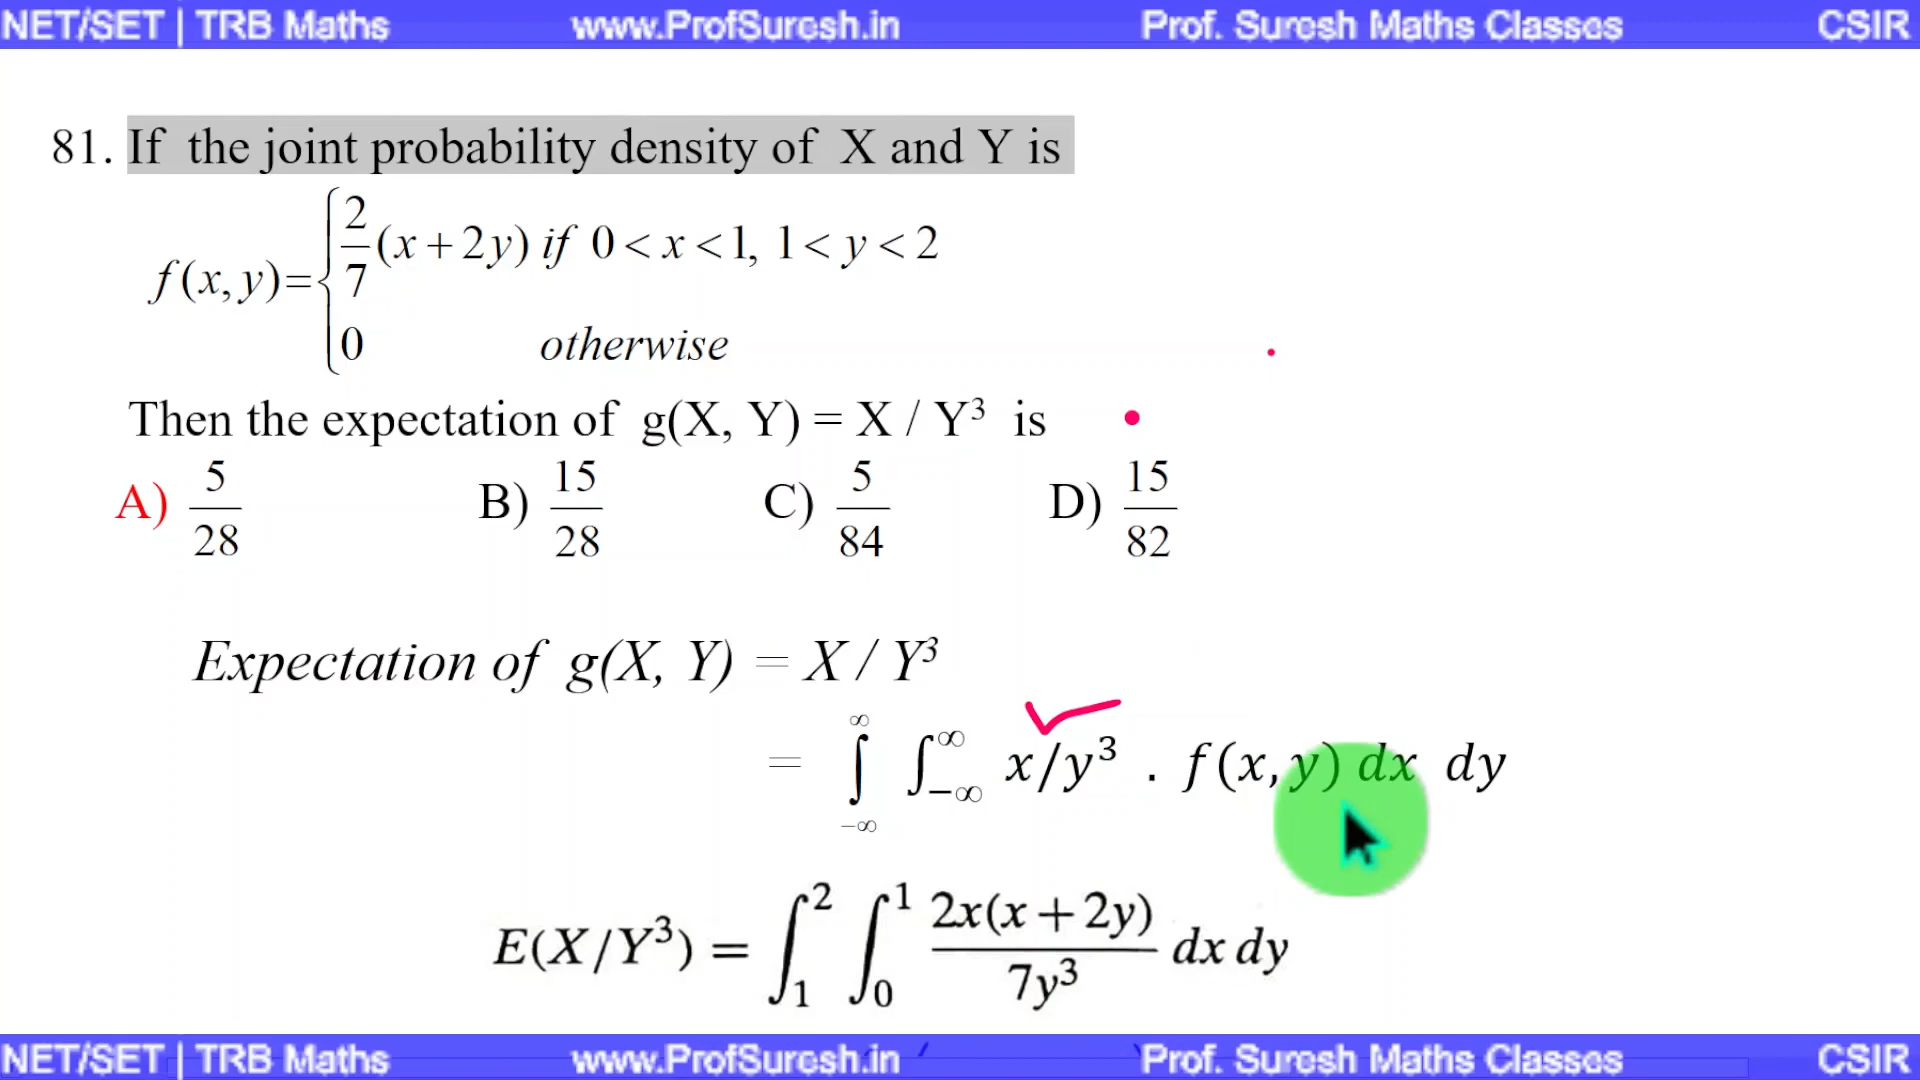 NET/SET | TRB Maths www.ProfSuresh.in Prof. Suresh Maths Classes CSIR
81. If the joint probability density of X and Y is
f(x, y) = { 2/7 (x + 2y) if 0 < x < 1, 1 < y < 2
0 otherwise
Then the expectation of g(X, Y) = X / Y³ is
A) 5/28 B) 15/28 C) 5/84 D) 15/82
Expectation of g(X, Y) = X / Y³
= ∫_{-∞}^{∞} ∫_{-∞}^{∞} x/y³ . f(x, y) dx dy
E(X/Y³) = ∫_1^2 ∫_0^1 2x(x + 2y)/7y³ dx dy
NET/SET | TRB Maths www.ProfSuresh.in Prof. Suresh Maths Classes CSIR